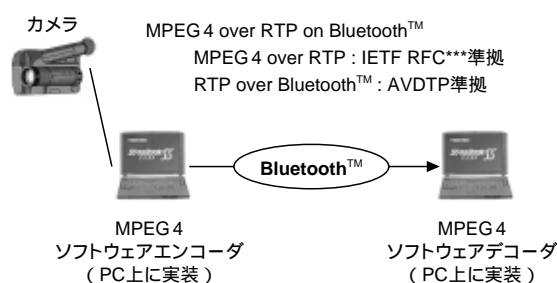 カメラ
MPEG4 over RTP on Bluetooth™
MPEG4 over RTP : IETF RFC***準拠
RTP over Bluetooth™ : AVDTP準拠
Bluetooth™
MPEG4
ソフトウェアエンコーダ
(PC上に実装)
MPEG4
ソフトウェアデコーダ
(PC上に実装)